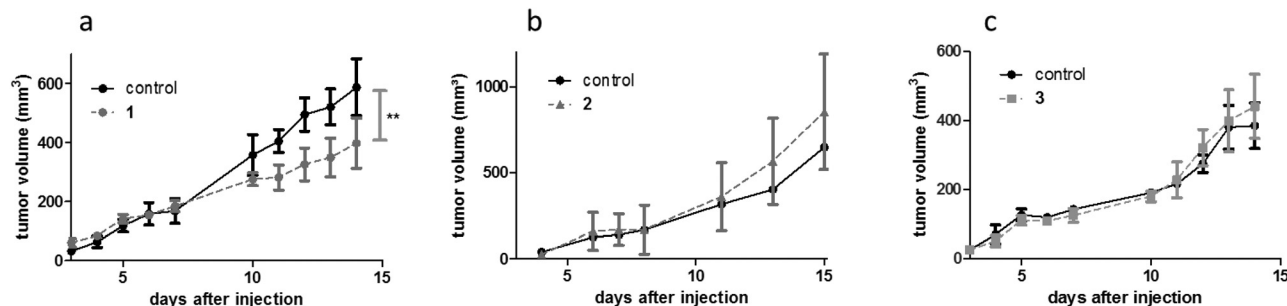 a
tumor volume (mm³)
600
400
200
0
control
1
**
5
10
15
days after injection
b
tumor volume (mm³)
1000
500
0
control
2
5
10
15
days after injection
c
tumor volume (mm³)
600
400
200
0
control
3
5
10
15
days after injection